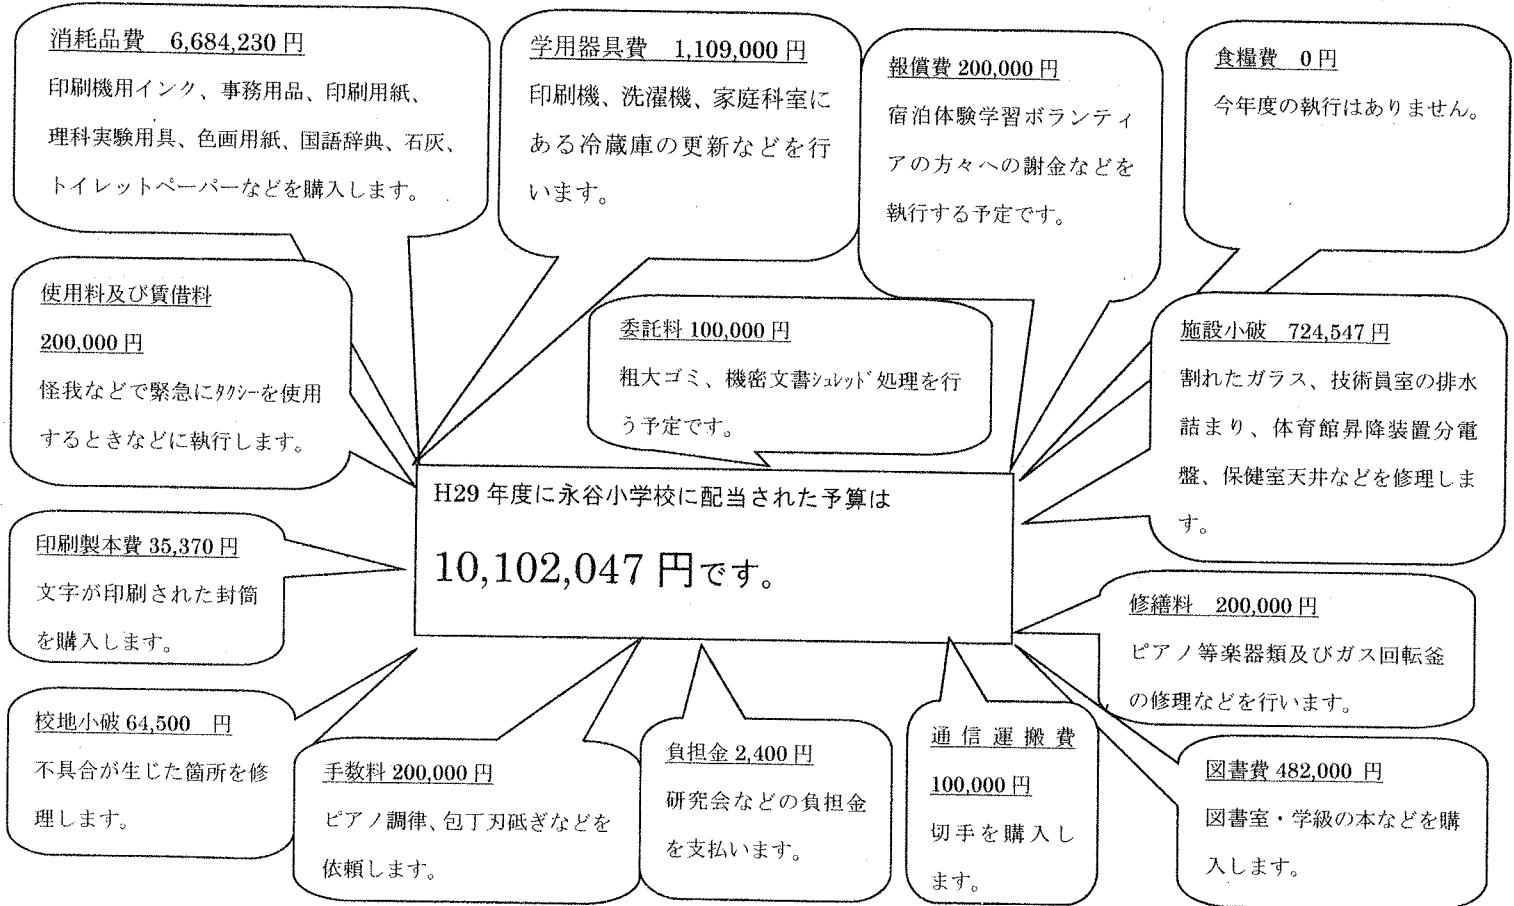 消耗品費　6,684,230 円
印刷機用インク、事務用品、印刷用紙、
理科実験用具、色画用紙、国語辞典、石灰、
トイレットペーパーなどを購入します。
学用器具費　1,109,000 円
印刷機、洗濯機、家庭科室に
ある冷蔵庫の更新などを行
います。
報償費 200,000 円
宿泊体験学習ボランティ
アの方々への謝金などを
執行する予定です。
食糧費　0 円
今年度の執行はありません。
使用料及び賃借料
200,000 円
怪我などで緊急にﾀｸｼｰを使用
するときなどに執行します。
委託料 100,000 円
粗大ゴミ、機密文書ｼｭﾚｯﾄﾞ処理を行
う予定です。
施設小破　724,547 円
割れたガラス、技術員室の排水
詰まり、体育館昇降装置分電
盤、保健室天井などを修理しま
す。
H29 年度に永谷小学校に配当された予算は
10,102,047 円です。
印刷製本費 35,370 円
文字が印刷された封筒
を購入します。
修繕料　200,000 円
ピアノ等楽器類及びガス回転釜
の修理などを行います。
校地小破 64,500　円
不具合が生じた箇所を修
理します。
手数料 200,000 円
ピアノ調律、包丁刃砥ぎなどを
依頼します。
負担金 2,400 円
研究会などの負担金
を支払います。
通信運搬費
100,000 円
切手を購入し
ます。
図書費 482,000 円
図書室・学級の本などを購
入します。